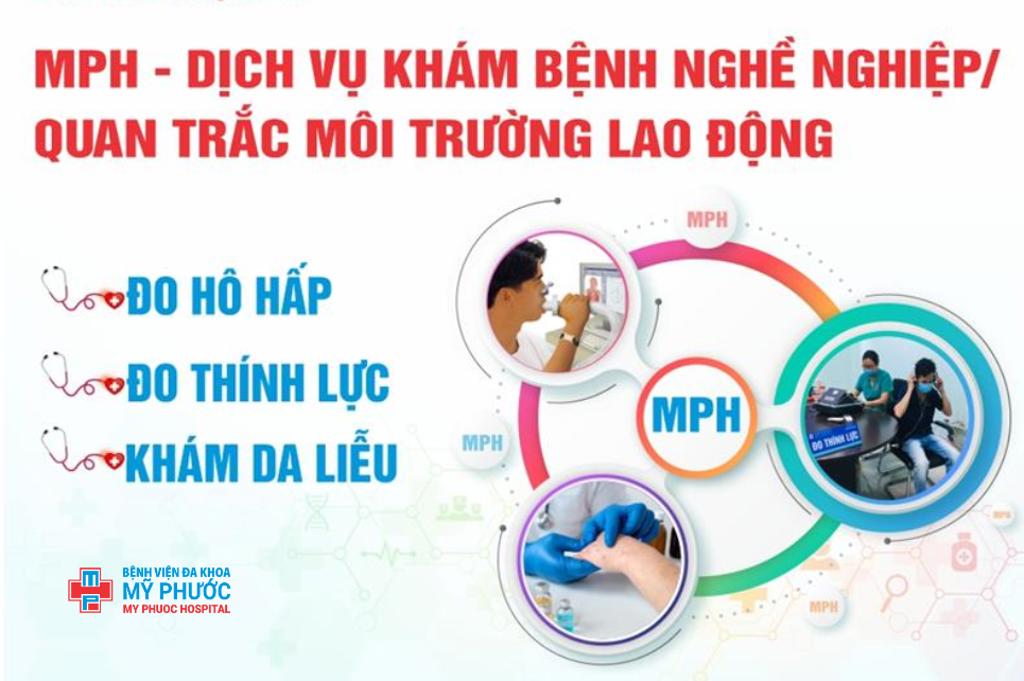 MPH - DỊCH VỤ KHÁM BỆNH NGHỀ NGHIỆP/
QUAN TRẮC MÔI TRƯỜNG LAO ĐỘNG
MPH
ĐO HÔ HẤP
ĐO THÍNH LỰC
MPH
MPH
ĐO THÍNH LỰC
KHÁM DA LIỄU
MPH
MPH
BỆNH VIỆN ĐA KHOA
MỸ PHƯỚC
MY PHUOC HOSPITAL
MP